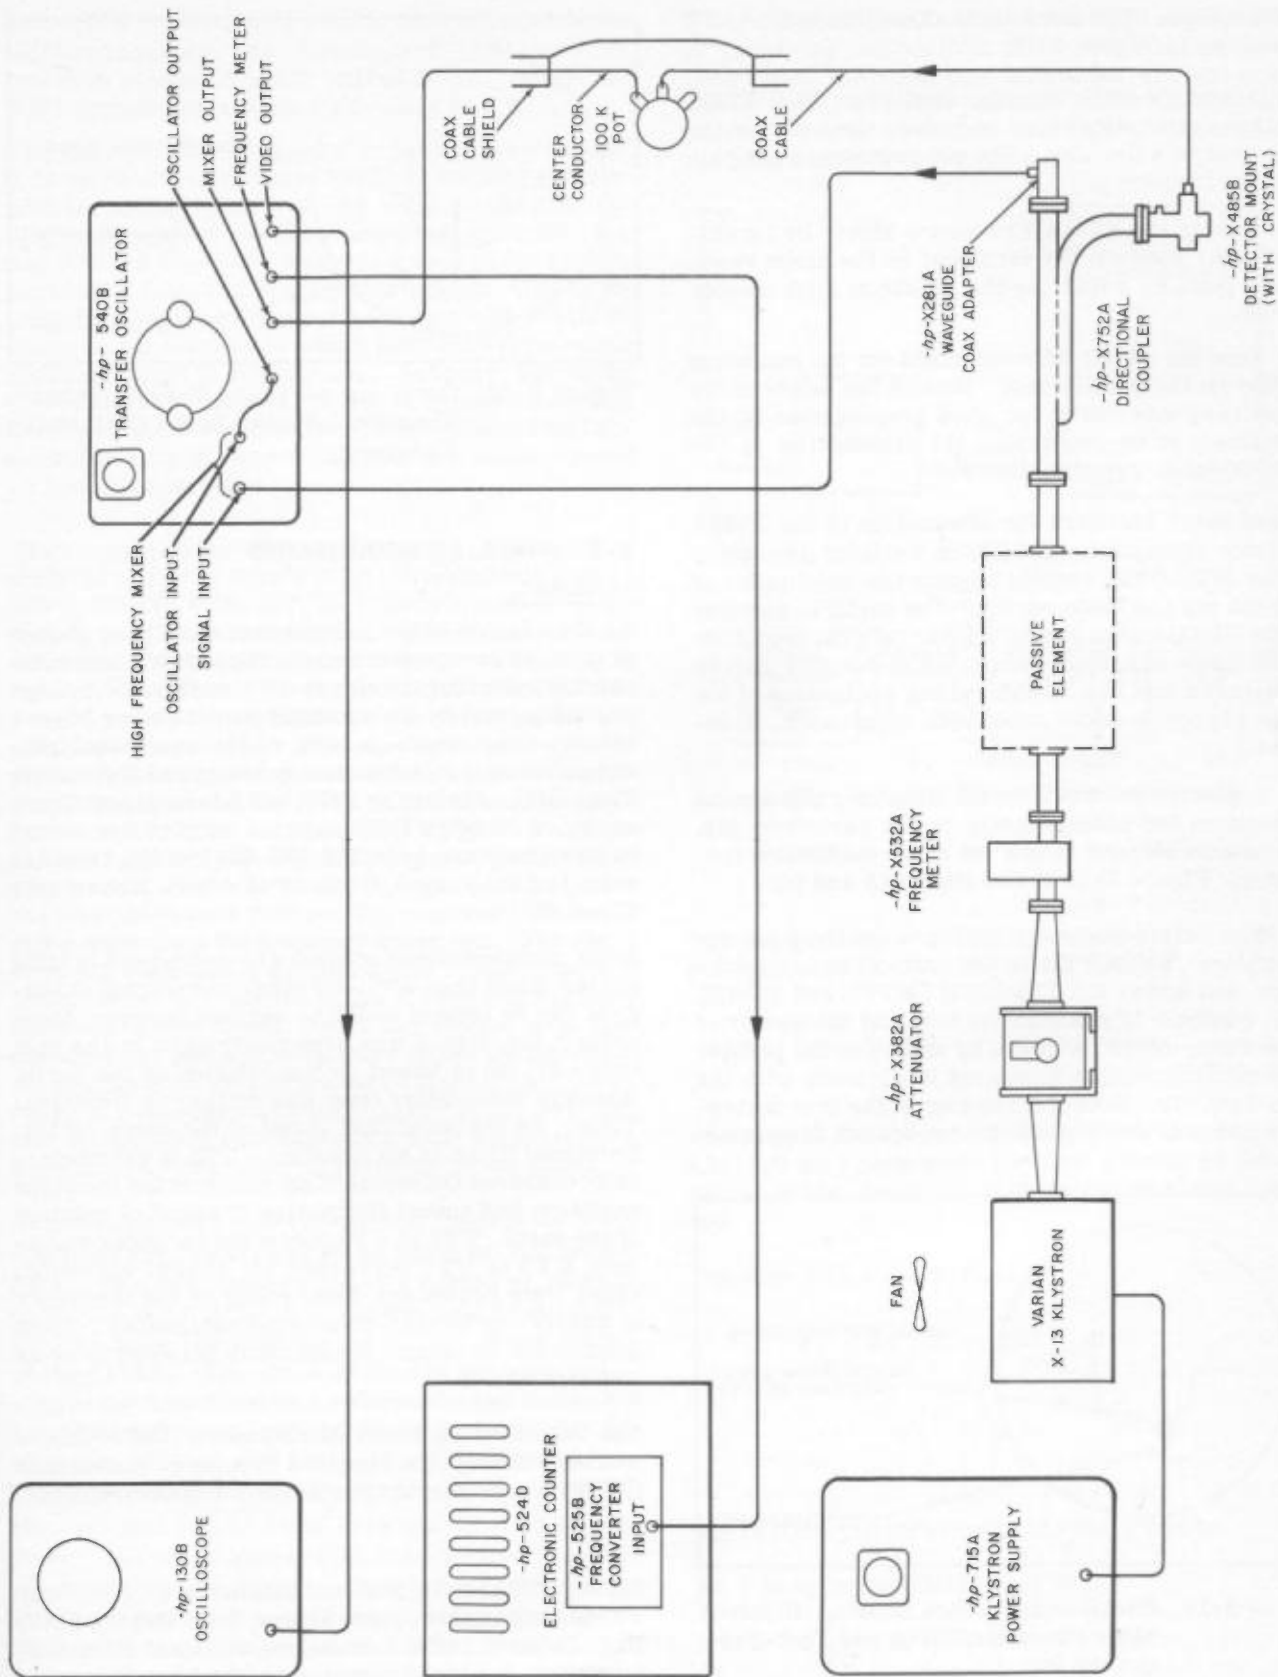 -hp-130B
OSCILLOSCOPE
-hp-524D
ELECTRONIC COUNTER
-hp-525B
FREQUENCY
CONVERTER
INPUT
-hp-715A
KLYSTRON
POWER SUPPLY
FAN
VARIAN
X-13 KLYSTRON
-hp-X382A
ATTENUATOR
-hp-X532A
FREQUENCY
METER
PASSIVE
ELEMENT
HIGH FREQUENCY MIXER
OSCILLATOR INPUT
SIGNAL INPUT
-hp- 540B
TRANSFER OSCILLATOR
OSCILLATOR OUTPUT
MIXER OUTPUT
FREQUENCY METER
VIDEO OUTPUT
COAX
CABLE
SHIELD
CENTER
CONDUCTOR
100 K
POT
COAX
CABLE
-hp-X281A
WAVEGUIDE
COAX ADAPTER
-hp-X752A
DIRECTIONAL
COUPLER
-hp-X485B
DETECTOR MOUNT
(WITH CRYSTAL)